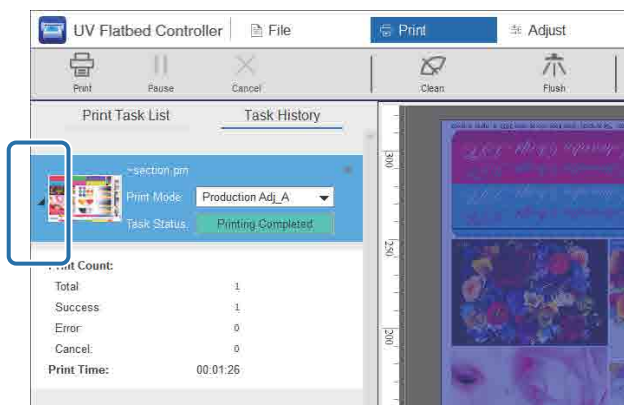 UV Flatbed Controller File Print Adjust
Print Pause Cancel Clean Flush
Print Task List Task History
~section.prn
Print Mode: Production Adj_A
Task Status: Printing Completed
Print Count:
Total 1
Success 1
Error 0
Cancel: 0
Print Time: 00:01:26
300
250
200